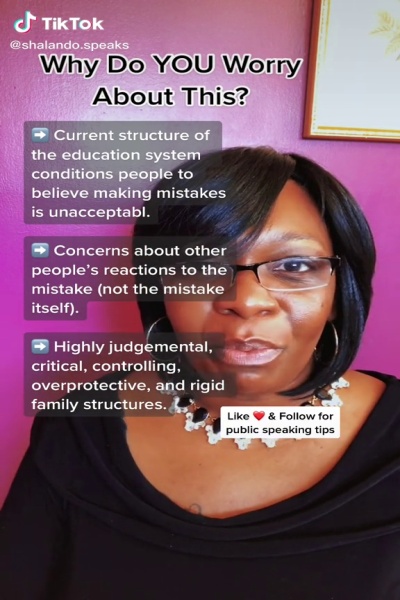 TikTok
@shalando.speaks
Why Do YOU Worry
About This?
➡️ Current structure of
the education system
conditions people to
believe making mistakes
is unacceptabl.
➡️ Concerns about other
people's reactions to the
mistake (not the mistake
itself).
➡️ Highly judgemental,
critical, controlling,
overprotective, and rigid
family structures.
Like ❤️ & Follow for
public speaking tips